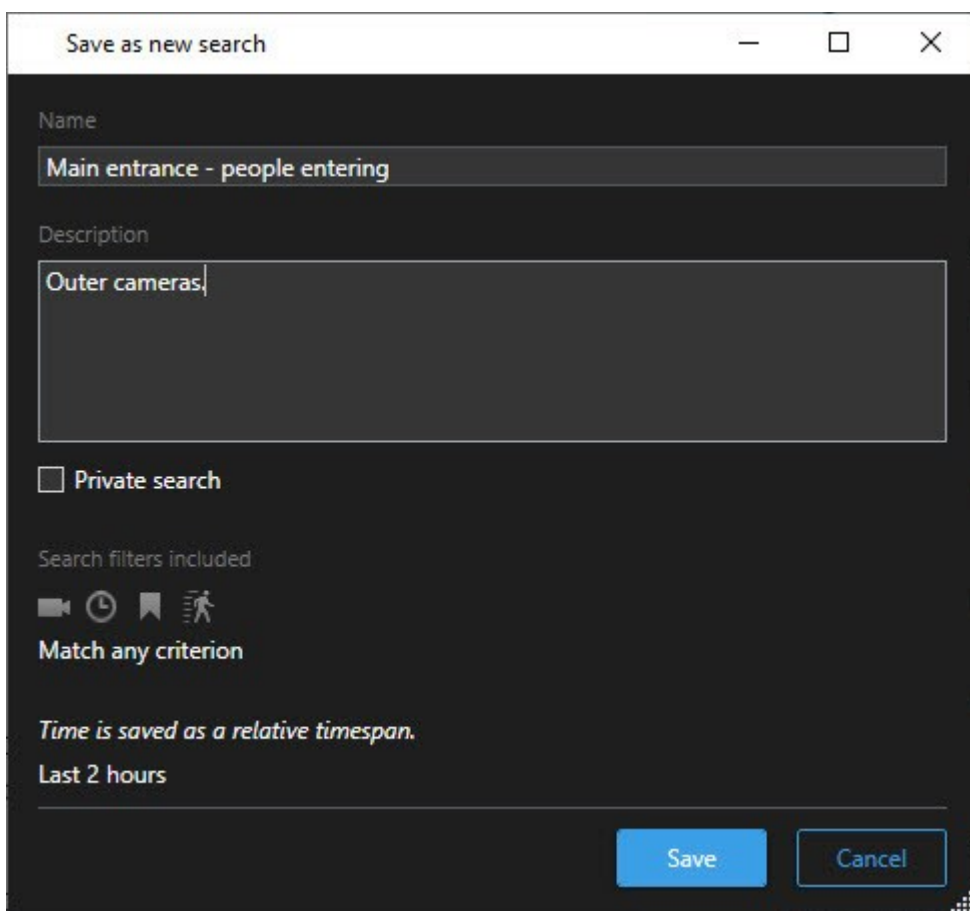 Save as new search
Name
Main entrance - people entering
Description
Outer cameras.
Private search
Search filters included
Match any criterion
Time is saved as a relative timespan.
Last 2 hours
Save
Cancel